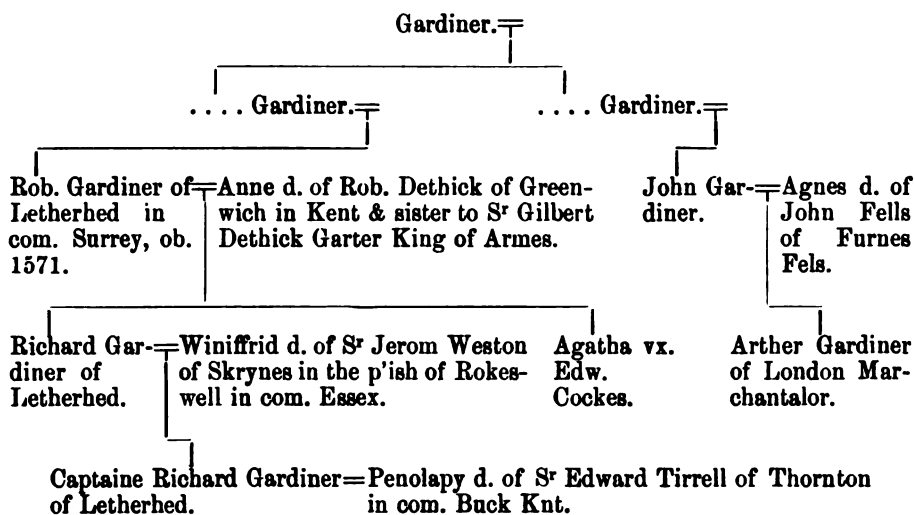 Gardiner.
.... Gardiner.
.... Gardiner.
Rob. Gardiner of
Letherhed in
com. Surrey, ob.
1571.
Anne d. of Rob. Dethick of Green-
wich in Kent & sister to Sʳ Gilbert
Dethick Garter King of Armes.
John Gar-
diner.
Agnes d. of
John Fells
of Furnes
Fels.
Richard Gar-
diner of
Letherhed.
Winiffrid d. of Sʳ Jerom Weston
of Skrynes in the p'ish of Rokes-
well in com. Essex.
Agatha vx.
Edw.
Cockes.
Arther Gardiner
of London Mar-
chantalor.
Captaine Richard Gardiner=Penolapy d. of Sʳ Edward Tirrell of Thornton
of Letherhed.
in com. Buck Knt.